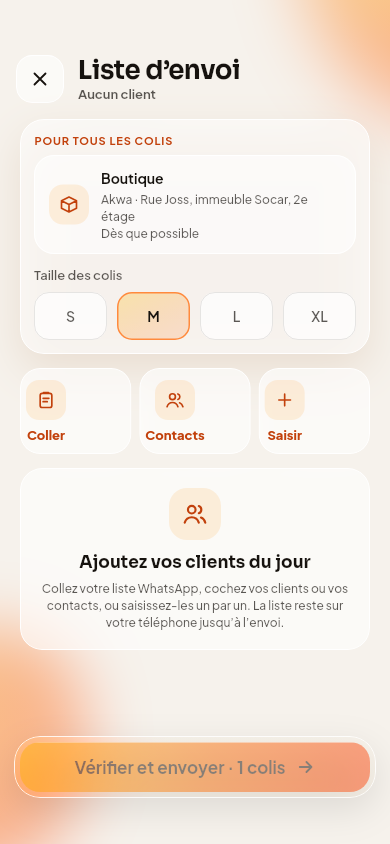 Liste d’envoi
Aucun client
POUR TOUS LES COLIS
Boutique
Akwa · Rue Joss, immeuble Socar, 2e
étage
Dès que possible
Taille des colis
S
M
L
XL
Coller
Contacts
Saisir
Ajoutez vos clients du jour
Collez votre liste WhatsApp, cochez vos clients ou vos
contacts, ou saisissez-les un par un. La liste reste sur
votre téléphone jusqu’à l’envoi.
Vérifier et envoyer · 1 colis